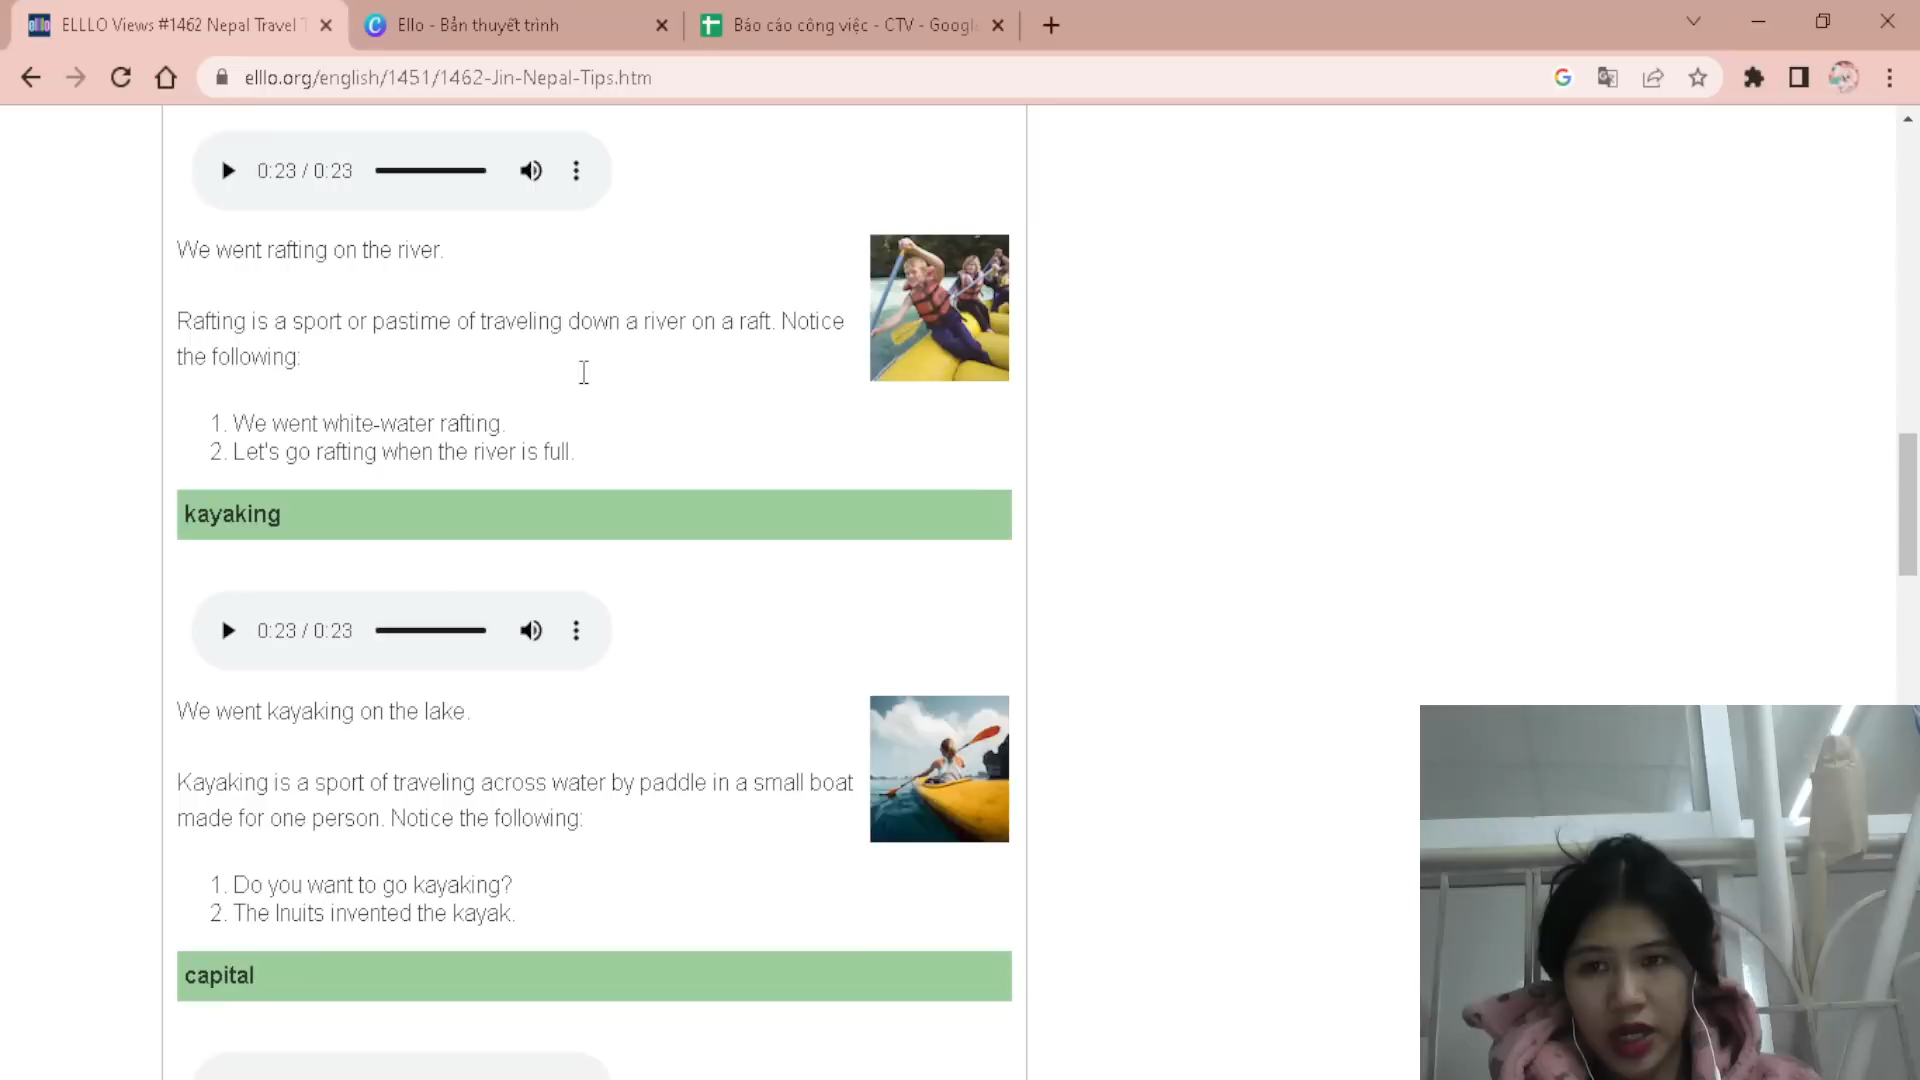 ELLLO Views #1462 Nepal Travel T
Ello - Bản thuyết trình
Báo cáo công việc - CTV - Googl
elllo.org/english/1451/1462-Jin-Nepal-Tips.htm
0:23 / 0:23
We went rafting on the river.
Rafting is a sport or pastime of traveling down a river on a raft. Notice
the following:
1. We went white-water rafting.
2. Let's go rafting when the river is full.
kayaking
0:23 / 0:23
We went kayaking on the lake.
Kayaking is a sport of traveling across water by paddle in a small boat
made for one person. Notice the following:
1. Do you want to go kayaking?
2. The Inuits invented the kayak.
capital